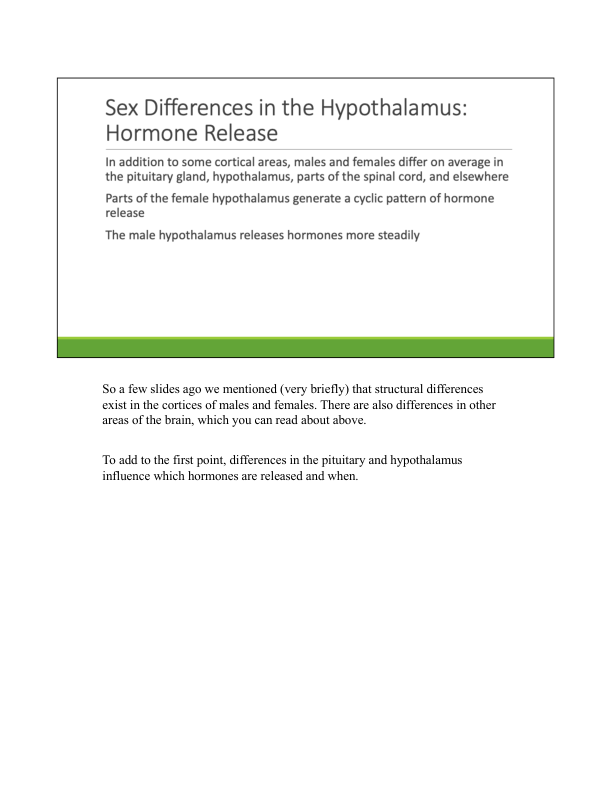 Sex Differences in the Hypothalamus:
Hormone Release
In addition to some cortical areas, males and females differ on average in
the pituitary gland, hypothalamus, parts of the spinal cord, and elsewhere
Parts of the female hypothalamus generate a cyclic pattern of hormone
release
The male hypothalamus releases hormones more steadily
So a few slides ago we mentioned (very briefly) that structural differences
exist in the cortices of males and females. There are also differences in other
areas of the brain, which you can read about above.
To add to the first point, differences in the pituitary and hypothalamus
influence which hormones are released and when.